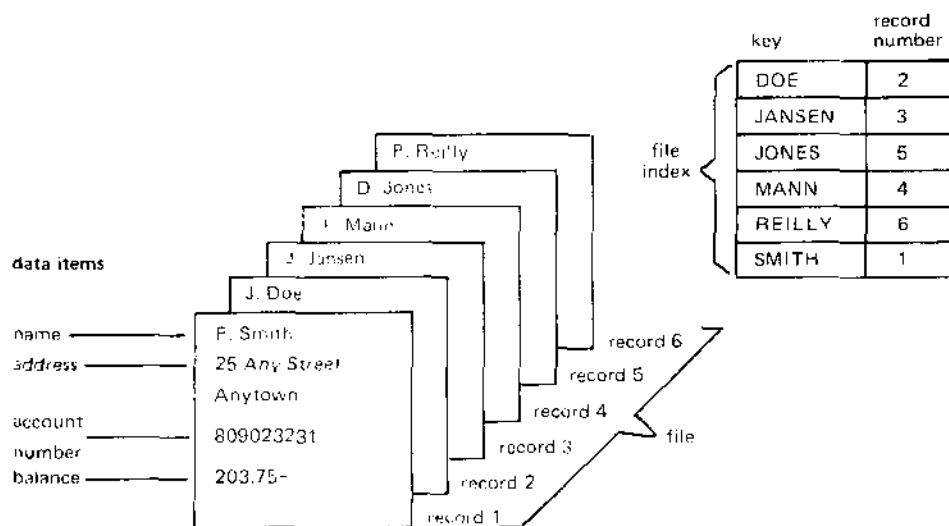 key
record
number
DOE 2
JANSEN 3
JONES 5
MANN 4
REILLY 6
SMITH 1
file
index
P. Reilly
D. Jones
Mann
J. Jansen
J. Doe
data items
name
address
account
number
balance
P. Smith
25 Any Street
Anytown
809023231
203.75-
record 6
record 5
record 4
record 3
record 2
record 1
file